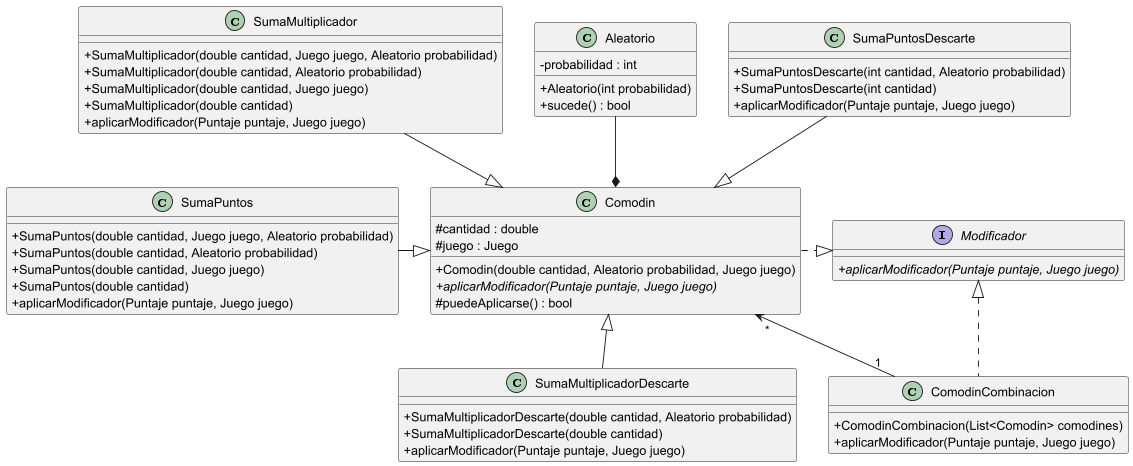 C SumaMultiplicador
+SumaMultiplicador(double cantidad, Juego juego, Aleatorio probabilidad)
+SumaMultiplicador(double cantidad, Aleatorio probabilidad)
+SumaMultiplicador(double cantidad, Juego juego)
+SumaMultiplicador(double cantidad)
+aplicarModificador(Puntaje puntaje, Juego juego)
C Aleatorio
-probabilidad : int
+Aleatorio(int probabilidad)
+sucede() : bool
C SumaPuntosDescarte
+SumaPuntosDescarte(int cantidad, Aleatorio probabilidad)
+SumaPuntosDescarte(int cantidad)
+aplicarModificador(Puntaje puntaje, Juego juego)
C SumaPuntos
+SumaPuntos(double cantidad, Juego juego, Aleatorio probabilidad)
+SumaPuntos(double cantidad, Aleatorio probabilidad)
+SumaPuntos(double cantidad, Juego juego)
+SumaPuntos(double cantidad)
+aplicarModificador(Puntaje puntaje, Juego juego)
C Comodin
#cantidad : double
#juego : Juego
+Comodin(double cantidad, Aleatorio probabilidad, Juego juego)
+aplicarModificador(Puntaje puntaje, Juego juego)
#puedeAplicarse() : bool
I Modificador
+aplicarModificador(Puntaje puntaje, Juego juego)
*
1
C SumaMultiplicadorDescarte
+SumaMultiplicadorDescarte(double cantidad, Aleatorio probabilidad)
+SumaMultiplicadorDescarte(double cantidad)
+aplicarModificador(Puntaje puntaje, Juego juego)
C ComodinCombinacion
+ComodinCombinacion(List<Comodin> comodines)
+aplicarModificador(Puntaje puntaje, Juego juego)